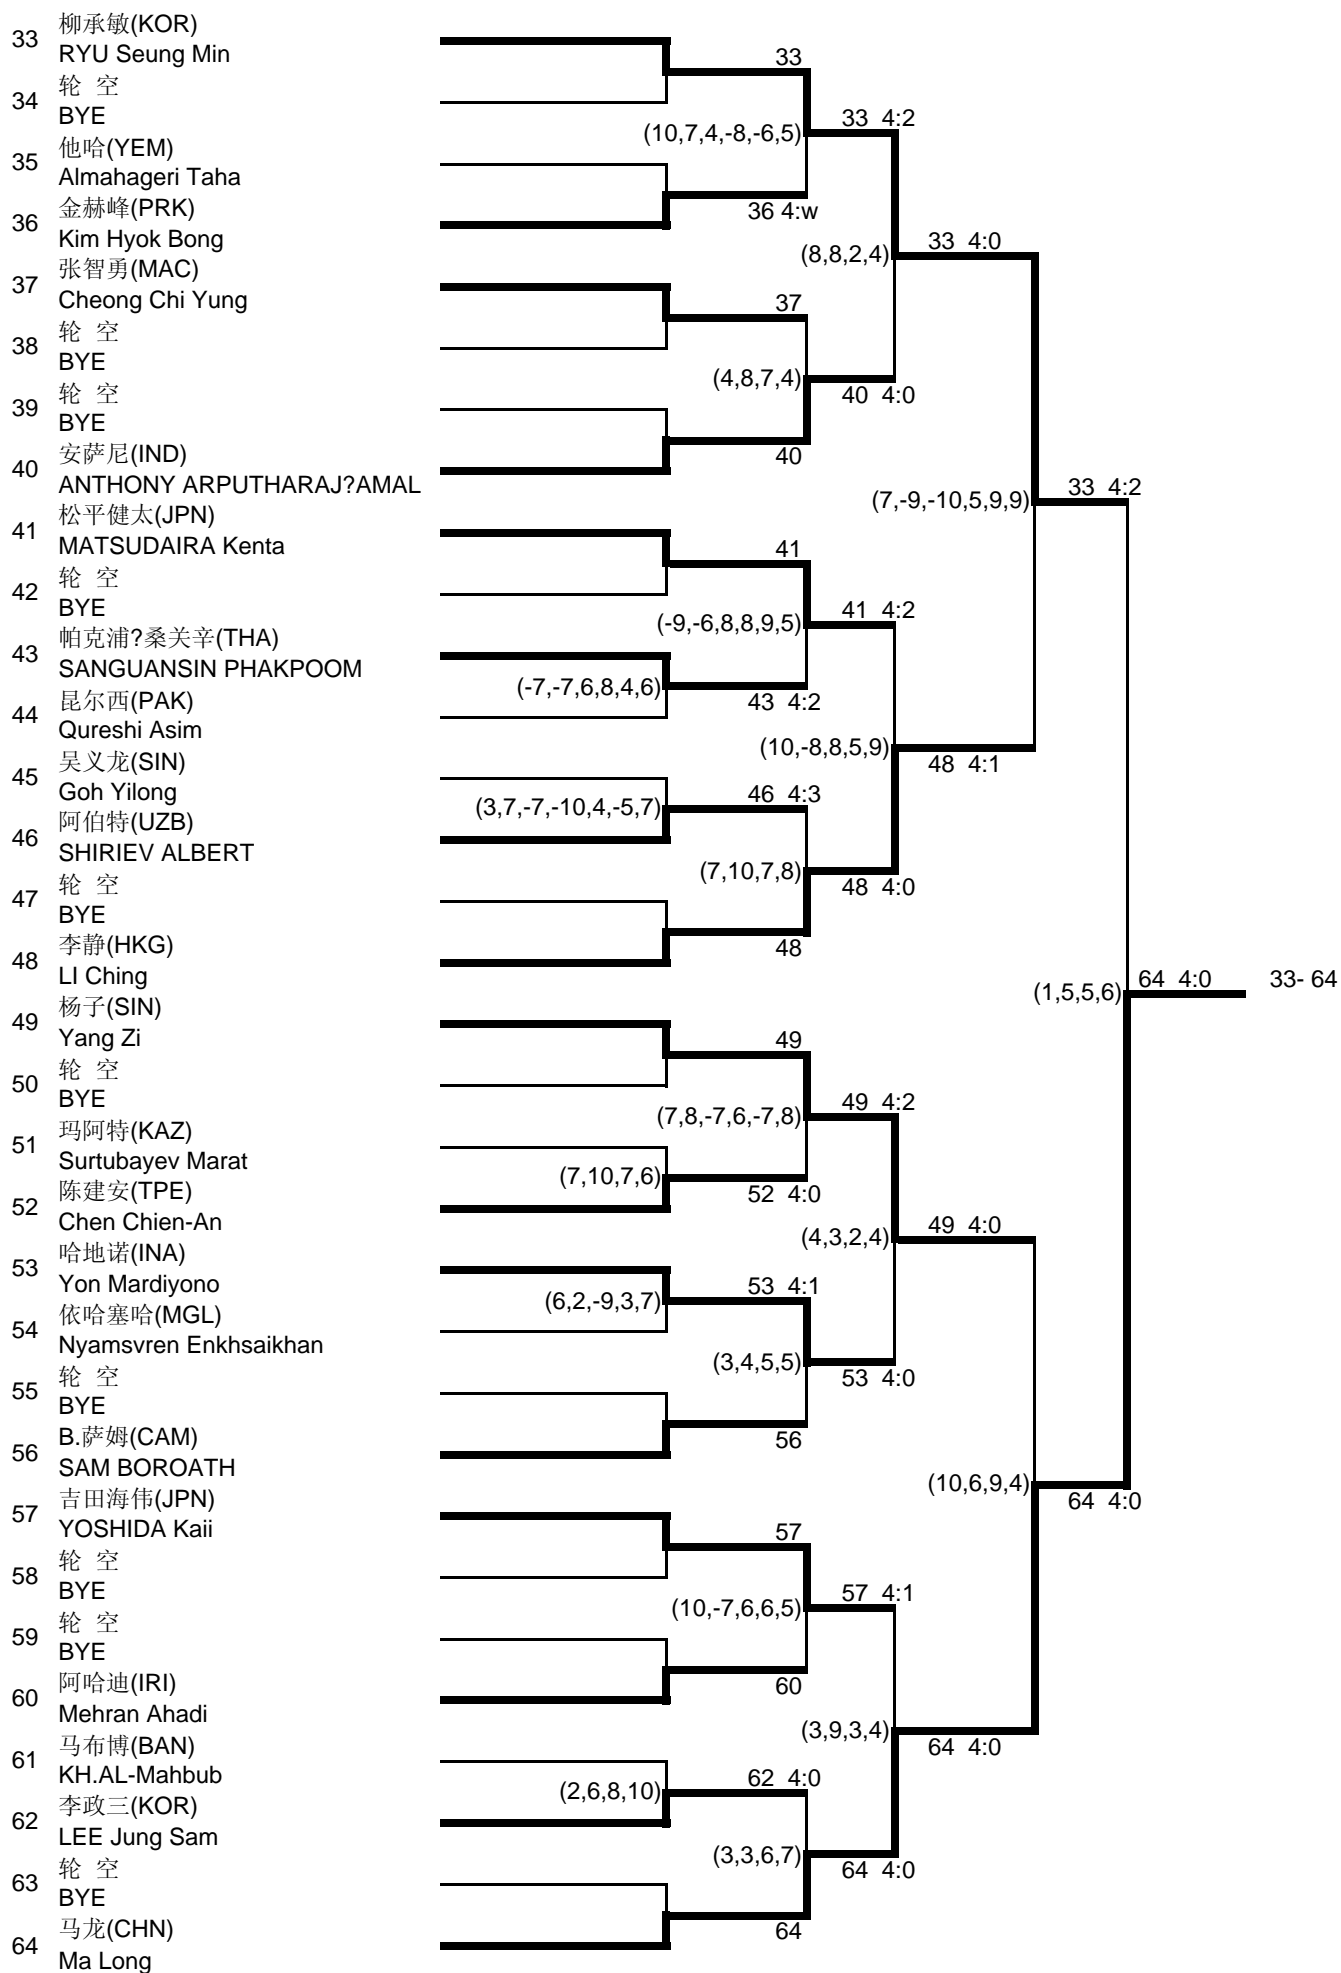 33
柳承敏(KOR)
RYU Seung Min
34
轮 空
BYE
35
他哈(YEM)
Almahageri Taha
36
金赫峰(PRK)
Kim Hyok Bong
37
张智勇(MAC)
Cheong Chi Yung
38
轮 空
BYE
39
轮 空
BYE
40
安萨尼(IND)
ANTHONY ARPUTHARAJ?AMAL
41
松平健太(JPN)
MATSUDAIRA Kenta
42
轮 空
BYE
43
帕克浦?桑关辛(THA)
SANGUANSIN PHAKPOOM
44
昆尔西(PAK)
Qureshi Asim
45
吴义龙(SIN)
Goh Yilong
46
阿伯特(UZB)
SHIRIEV ALBERT
47
轮 空
BYE
48
李静(HKG)
LI Ching
49
杨子(SIN)
Yang Zi
50
轮 空
BYE
51
玛阿特(KAZ)
Surtubayev Marat
52
陈建安(TPE)
Chen Chien-An
53
哈地诺(INA)
Yon Mardiyono
54
依哈塞哈(MGL)
Nyamsvren Enkhsaikhan
55
轮 空
BYE
56
B.萨姆(CAM)
SAM BOROATH
57
吉田海伟(JPN)
YOSHIDA Kaii
58
轮 空
BYE
59
轮 空
BYE
60
阿哈迪(IRI)
Mehran Ahadi
61
马布博(BAN)
KH.AL-Mahbub
62
李政三(KOR)
LEE Jung Sam
63
轮 空
BYE
64
马龙(CHN)
Ma Long
(-7,-7,6,8,4,6)
(3,7,-7,-10,4,-5,7)
(7,10,7,6)
(6,2,-9,3,7)
(2,6,8,10)
33
36 4:w
37
40
41
43 4:2
46 4:3
48
49
52 4:0
53 4:1
56
57
60
62 4:0
64
(10,7,4,-8,-6,5)
(4,8,7,4)
(-9,-6,8,8,9,5)
(7,10,7,8)
(7,8,-7,6,-7,8)
(3,4,5,5)
(10,-7,6,6,5)
(3,3,6,7)
33 4:2
40 4:0
41 4:2
48 4:0
49 4:2
53 4:0
57 4:1
64 4:0
(8,8,2,4)
(10,-8,8,5,9)
(4,3,2,4)
(3,9,3,4)
33 4:0
48 4:1
49 4:0
64 4:0
(7,-9,-10,5,9,9)
(10,6,9,4)
33 4:2
64 4:0
(1,5,5,6)
64 4:0
33- 64